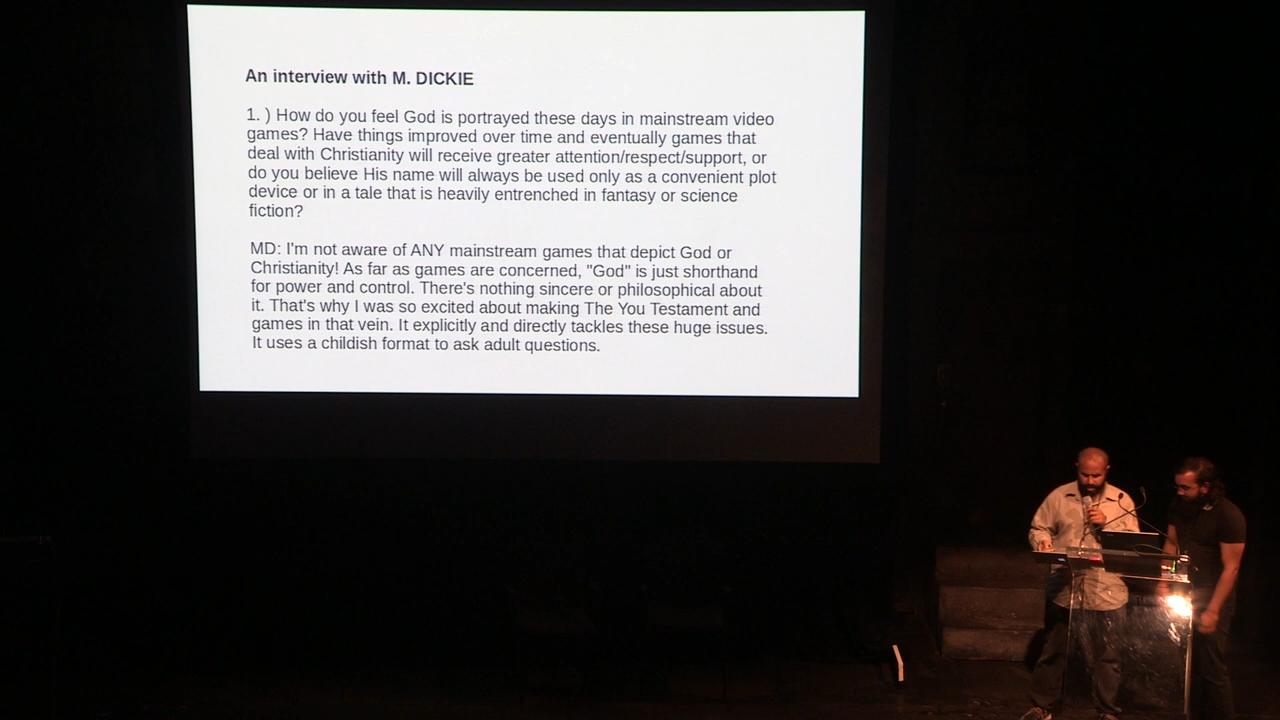 An interview with M. DICKIE
1. ) How do you feel God is portrayed these days in mainstream video
games? Have things improved over time and eventually games that
deal with Christianity will receive greater attention/respect/support, or
do you believe His name will always be used only as a convenient plot
device or in a tale that is heavily entrenched in fantasy or science
fiction?
MD: I'm not aware of ANY mainstream games that depict God or
Christianity! As far as games are concerned, "God" is just shorthand
for power and control. There's nothing sincere or philosophical about
it. That's why I was so excited about making The You Testament and
games in that vein. It explicitly and directly tackles these huge issues.
It uses a childish format to ask adult questions.